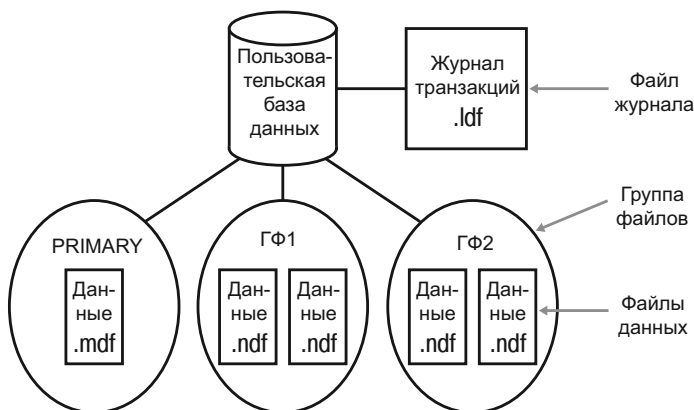 Пользова-
тельская
база
данных
Журнал
транзакций
.ldf
Файл
журнала
Группа
файлов
PRIMARY
Дан-
ные
.mdf
ГФ1
Дан-
ные
.ndf
Дан-
ные
.ndf
ГФ2
Дан-
ные
.ndf
Дан-
ные
.ndf
Файлы
данных